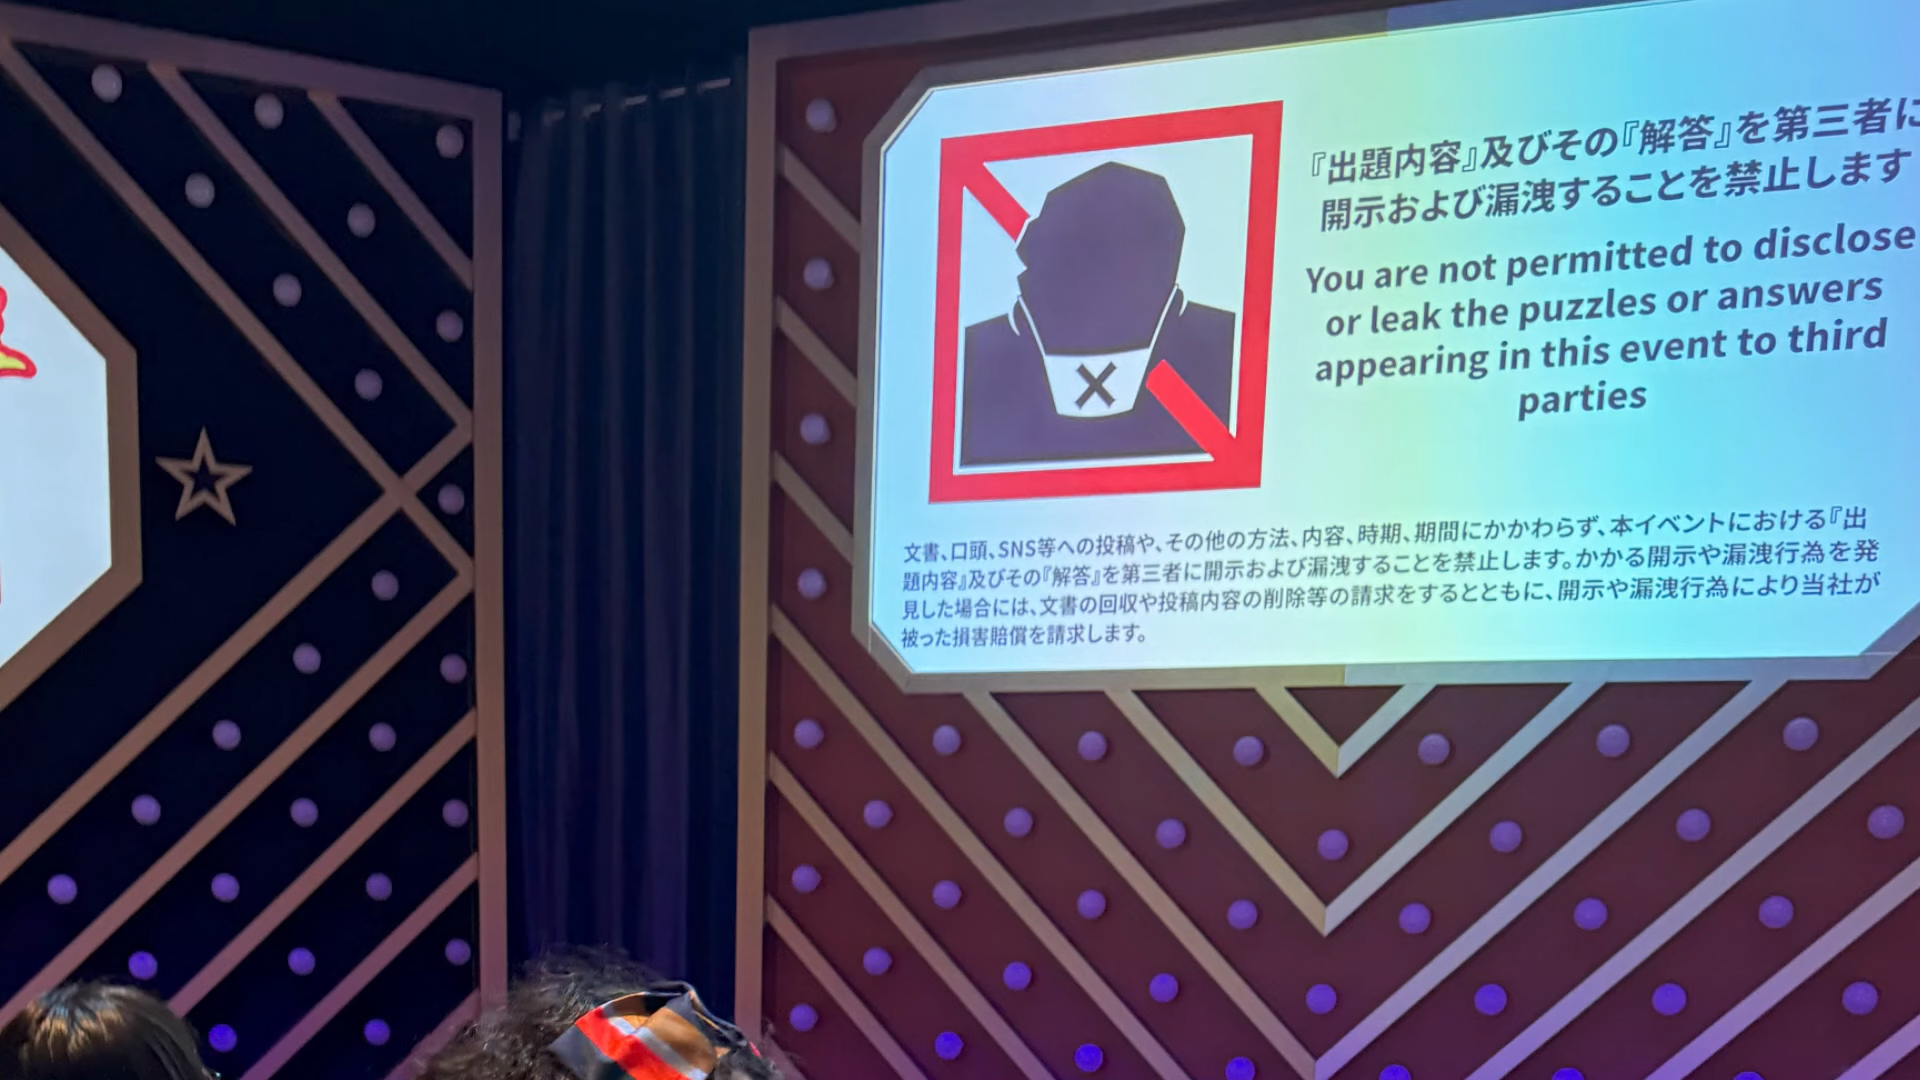 『出題内容』及びその『解答』を第三者に
開示および漏洩することを禁止します
You are not permitted to disclose
or leak the puzzles or answers
appearing in this event to third
parties
文書、口頭、SNS等への投稿や、その他の方法、内容、時期、期間にかかわらず、本イベントにおける『出
題内容』及びその『解答』を第三者に開示および漏洩することを禁止します。かかる開示や漏洩行為を発
見した場合には、文書の回収や投稿内容の削除等の請求をするとともに、開示や漏洩行為により当社が
被った損害賠償を請求します。